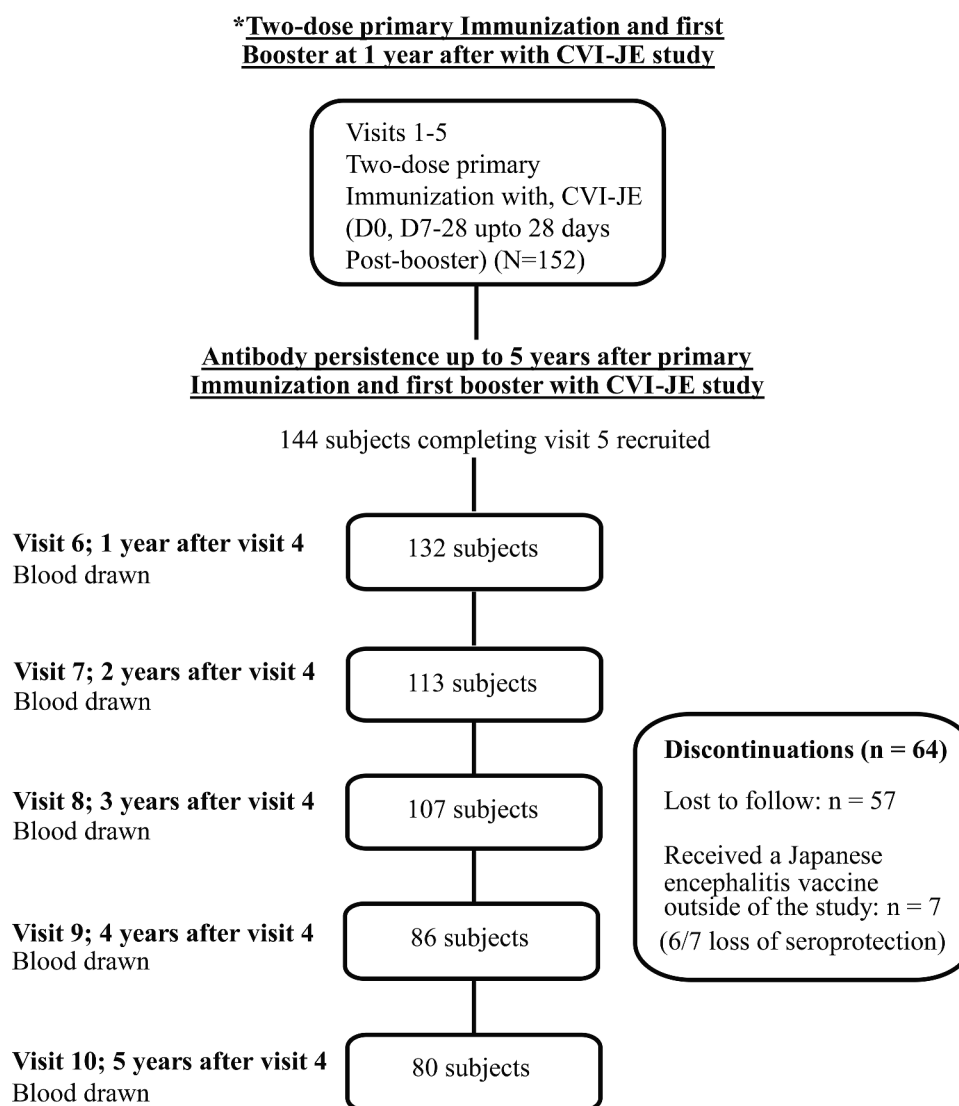 *Two-dose primary Immunization and first
Booster at 1 year after with CVI-JE study
Visits 1-5
Two-dose primary
Immunization with, CVI-JE
(D0, D7-28 upto 28 days
Post-booster) (N=152)
Antibody persistence up to 5 years after primary
Immunization and first booster with CVI-JE study
144 subjects completing visit 5 recruited
Visit 6; 1 year after visit 4
Blood drawn
132 subjects
Visit 7; 2 years after visit 4
Blood drawn
113 subjects
Visit 8; 3 years after visit 4
Blood drawn
107 subjects
Visit 9; 4 years after visit 4
Blood drawn
86 subjects
Visit 10; 5 years after visit 4
Blood drawn
80 subjects
Discontinuations (n = 64)
Lost to follow: n = 57
Received a Japanese
encephalitis vaccine
outside of the study: n = 7
(6/7 loss of seroprotection)